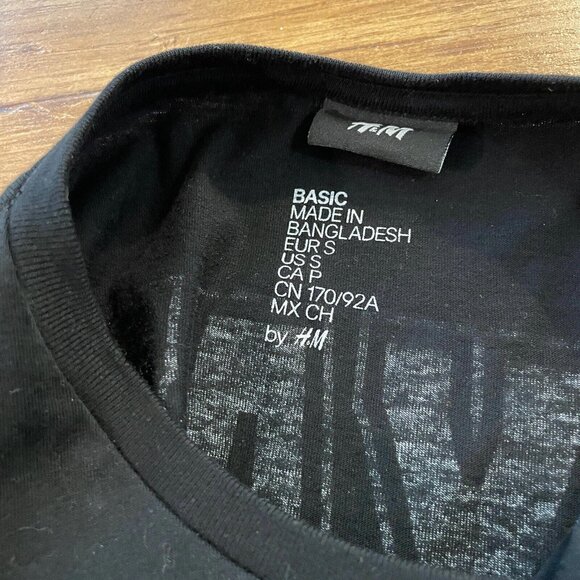 H&M
BASIC
MADE IN
BANGLADESH
EUR S
US S
CA P
CN 170/92A
MX CH
by H.M